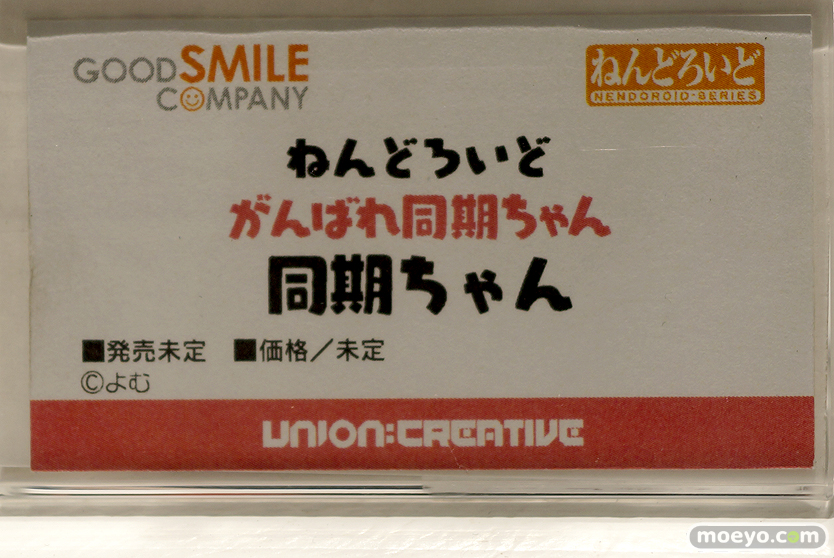 GOOD SMILE
COMPANY
ねんどろいど
NENDOROID-SERIES
ねんどろいど
がんばれ同期ちゃん
同期ちゃん
■発売未定 ■価格／未定
©よむ
UNION:CREATIVE
moeyo.com